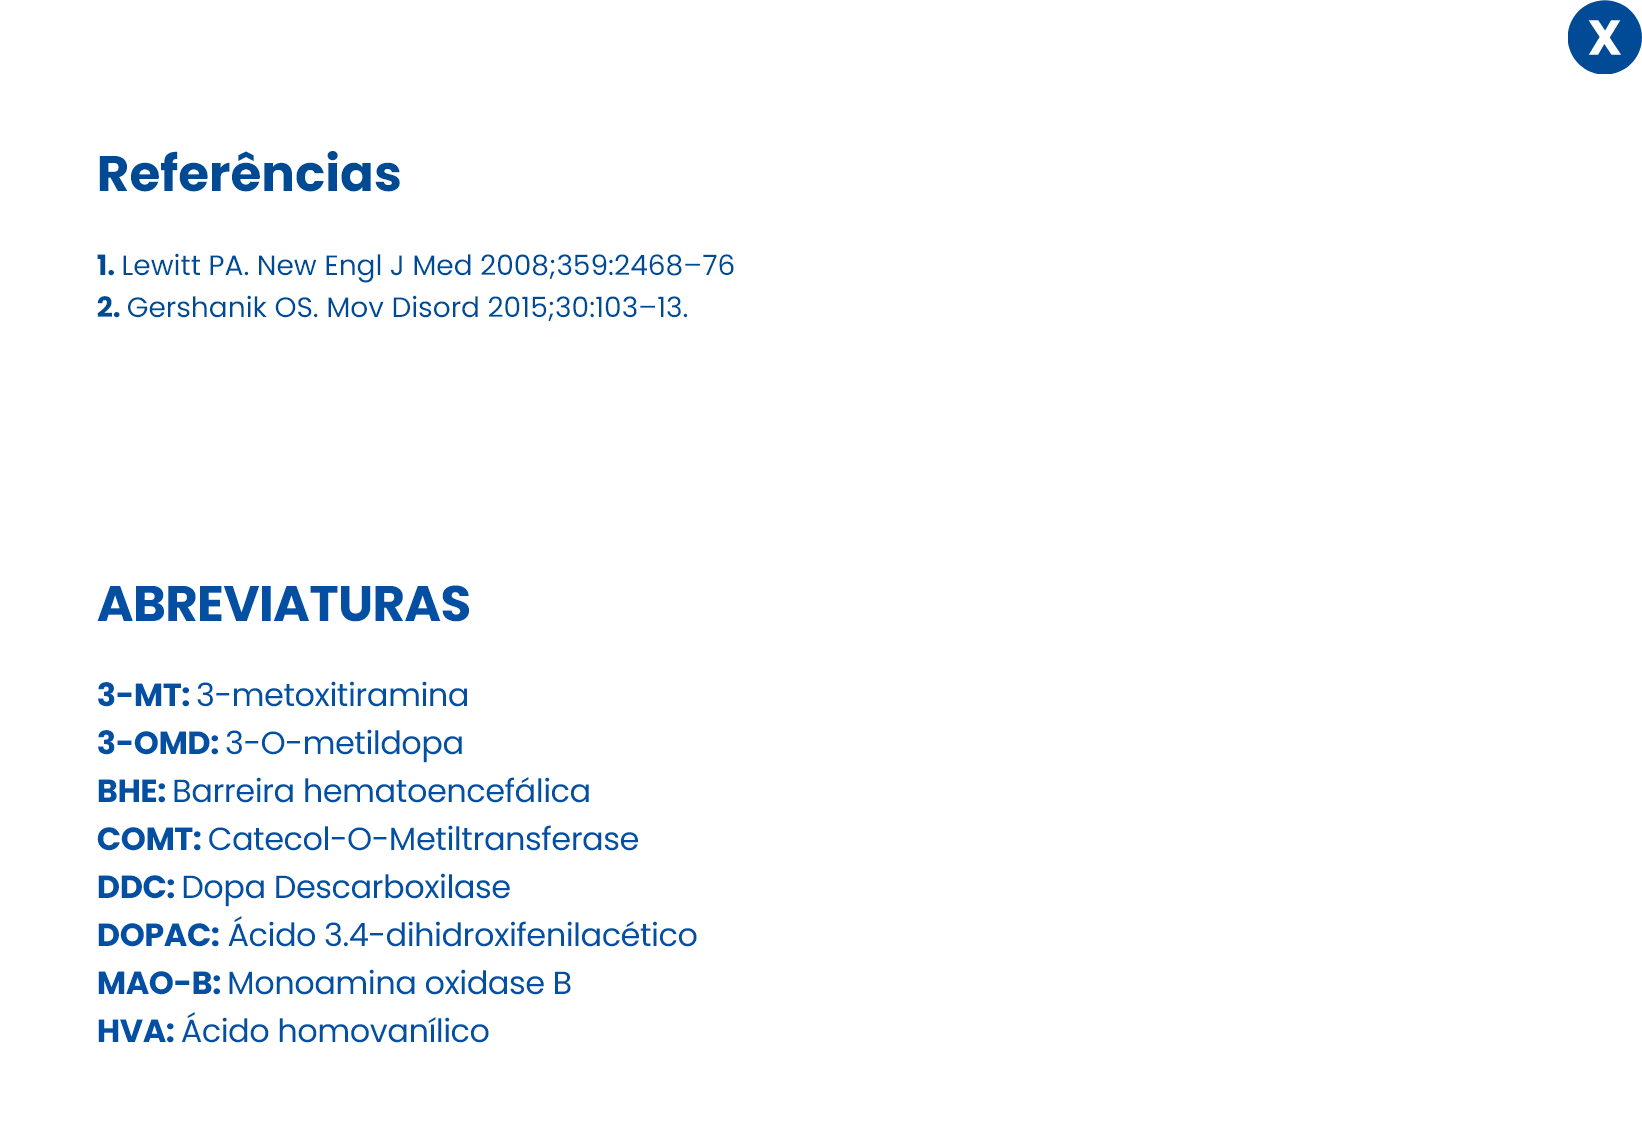 X
Referências
1. Lewitt PA. New Engl J Med 2008;359:2468–76
2. Gershanik OS. Mov Disord 2015;30:103–13.
ABREVIATURAS
3-MT: 3-metoxitiramina
3-OMD: 3-O-metildopa
BHE: Barreira hematoencefálica
COMT: Catecol-O-Metiltransferase
DDC: Dopa Descarboxilase
DOPAC: Ácido 3.4-dihidroxifenilacético
MAO-B: Monoamina oxidase B
HVA: Ácido homovanílico